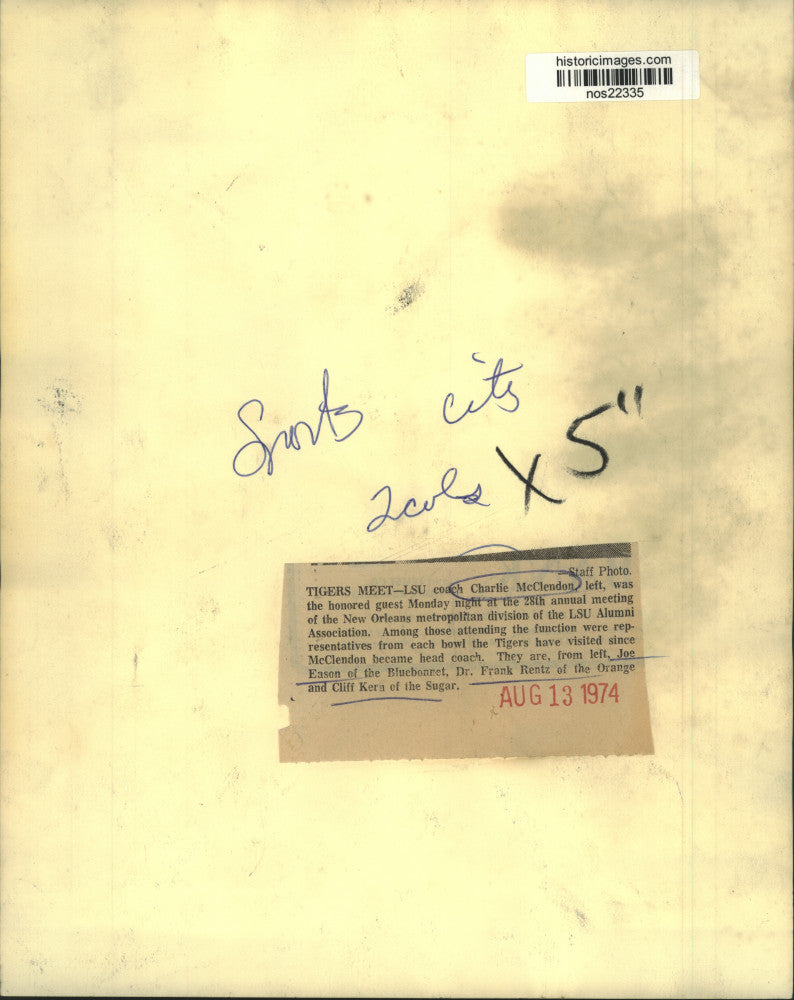 historicimages.com
nos22335
Sports city
2 cols X 5"
—Staff Photo.
TIGERS MEET—LSU coach Charlie McClendon, left, was
the honored guest Monday night at the 28th annual meeting
of the New Orleans metropolitan division of the LSU Alumni
Association. Among those attending the function were rep-
resentatives from each bowl the Tigers have visited since
McClendon became head coach. They are, from left, Joe
Eason of the Bluebonnet, Dr. Frank Rentz of the Orange
and Cliff Kern of the Sugar.
AUG 13 1974